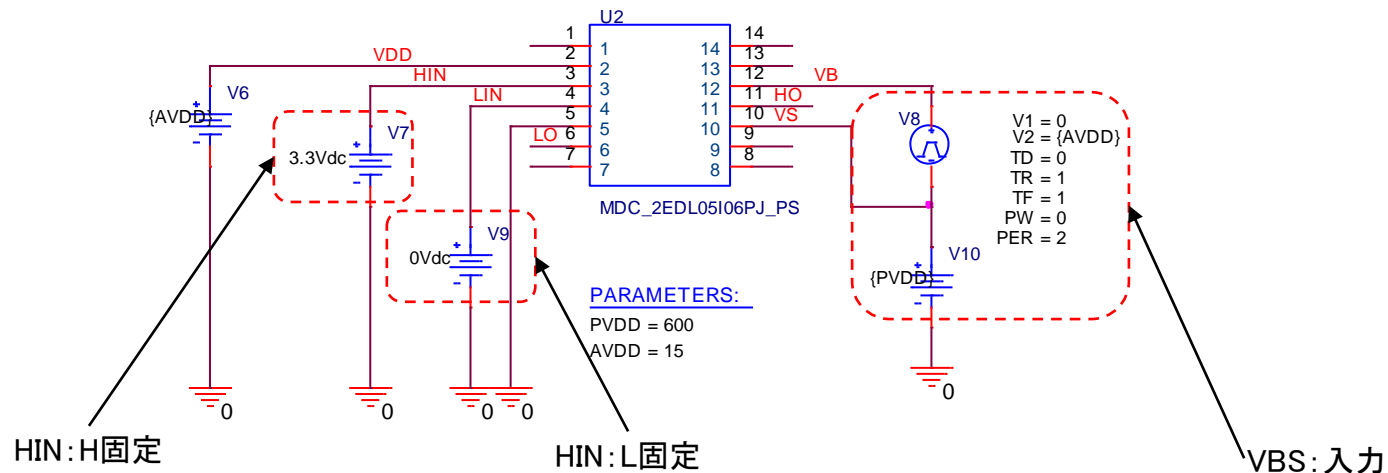 U2
1 1 14 14
VDD 2 2 13 13
HIN 3 3 12 12 VB
LIN 4 4 11 11 HO
5 5 10 10 VS
LO 6 6 9 9
7 7 8 8
MDC_2EDL05I06PJ_PS
V6
{AVDD}
V7
3.3Vdc
V9
0Vdc
V8
V1 = 0
V2 = {AVDD}
TD = 0
TR = 1
TF = 1
PW = 0
PER = 2
V10
{PVDD}
PARAMETERS:
PVDD = 600
AVDD = 15
0
0
0
0
0
HIN:H固定
HIN:L固定
VBS:入力